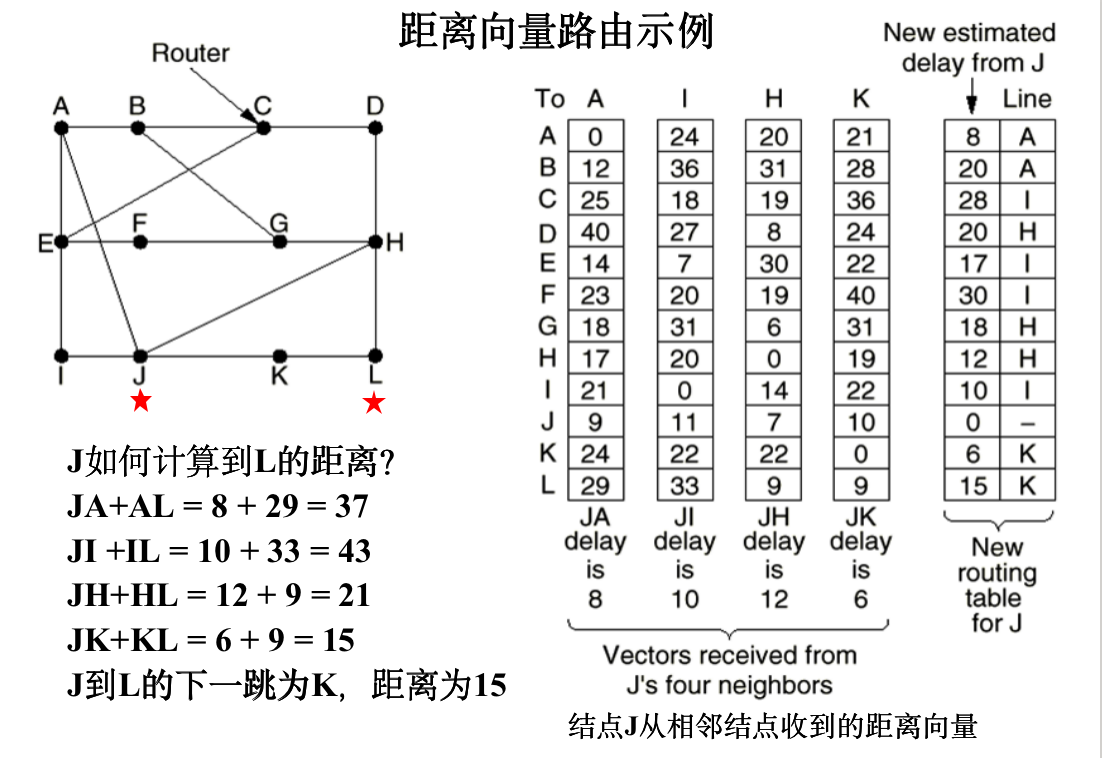 距离向量路由示例
Router
A B C D
E F G H
I J K L
J如何计算到L的距离?
JA+AL = 8 + 29 = 37
JI +IL = 10 + 33 = 43
JH+HL = 12 + 9 = 21
JK+KL = 6 + 9 = 15
J到L的下一跳为K, 距离为15
New estimated
delay from J
To A I H K Line
A 0 24 20 21 8 A
B 12 36 31 28 20 A
C 25 18 19 36 28 I
D 40 27 8 24 20 H
E 14 7 30 22 17 I
F 23 20 19 40 30 I
G 18 31 6 31 18 H
H 17 20 0 19 12 H
I 21 0 14 22 10 I
J 9 11 7 10 0 –
K 24 22 22 0 6 K
L 29 33 9 9 15 K
JA JI JH JK
delay delay delay delay
is is is is
8 10 12 6
New
routing
table
for J
Vectors received from
J's four neighbors
结点J从相邻结点收到的距离向量